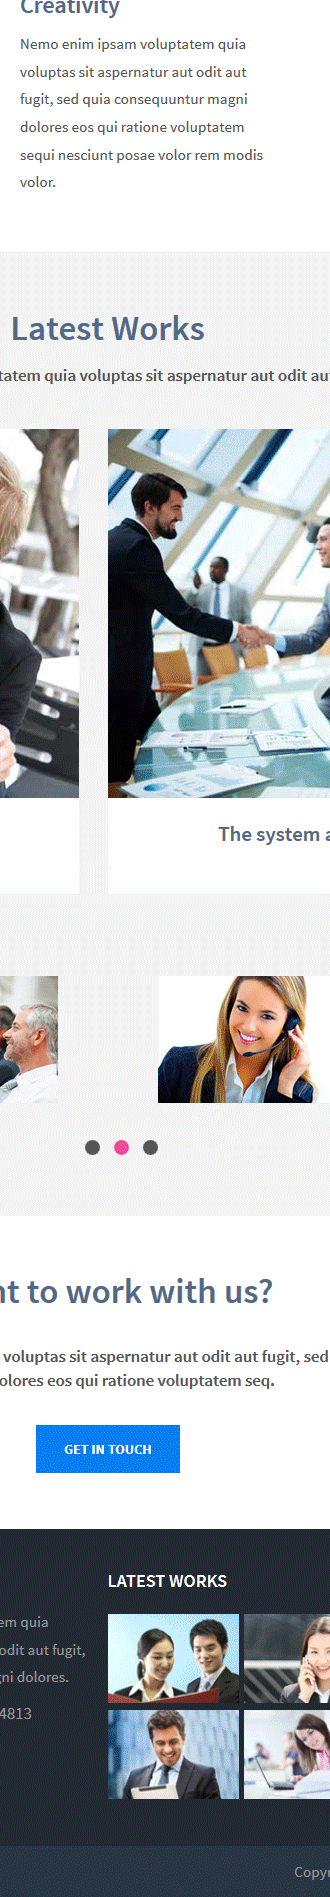 Creativity
Nemo enim ipsam voluptatem quia
voluptas sit aspernatur aut odit aut
fugit, sed quia consequuntur magni
dolores eos qui ratione voluptatem
sequi nesciunt posae volor rem modis
volor.
Latest Works
tatem quia voluptas sit aspernatur aut odit au
The system a
nt to work with us?
voluptas sit aspernatur aut odit aut fugit, sed
olores eos qui ratione voluptatem seq.
GET IN TOUCH
LATEST WORKS
em quia
odit aut fugit,
ni dolores.
4813
Copyr